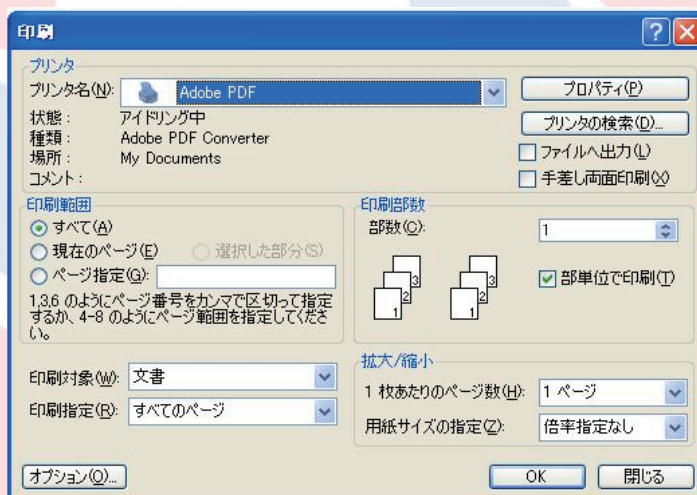 印刷
プリンタ
プリンタ名(N): Adobe PDF プロパティ(P)
状態： アイドリング中 プリンタの検索(D)...
種類： Adobe PDF Converter
場所： My Documents ファイルへ出力(L)
コメント： 手差し両面印刷(X)
印刷範囲
すべて(A)
現在のページ(E) 選択した部分(S)
ページ指定(G):
1,3,6 のようにページ番号をカンマで区切って指定
するか、4-8 のようにページ範囲を指定してくださ
い。
印刷部数
部数(C): 1
部単位で印刷(T)
1 2 3 1 2 3
印刷対象(W): 文書
印刷指定(R): すべてのページ
拡大/縮小
1 枚あたりのページ数(H): 1 ページ
用紙サイズの指定(Z): 倍率指定なし
オプション(O)... OK 閉じる